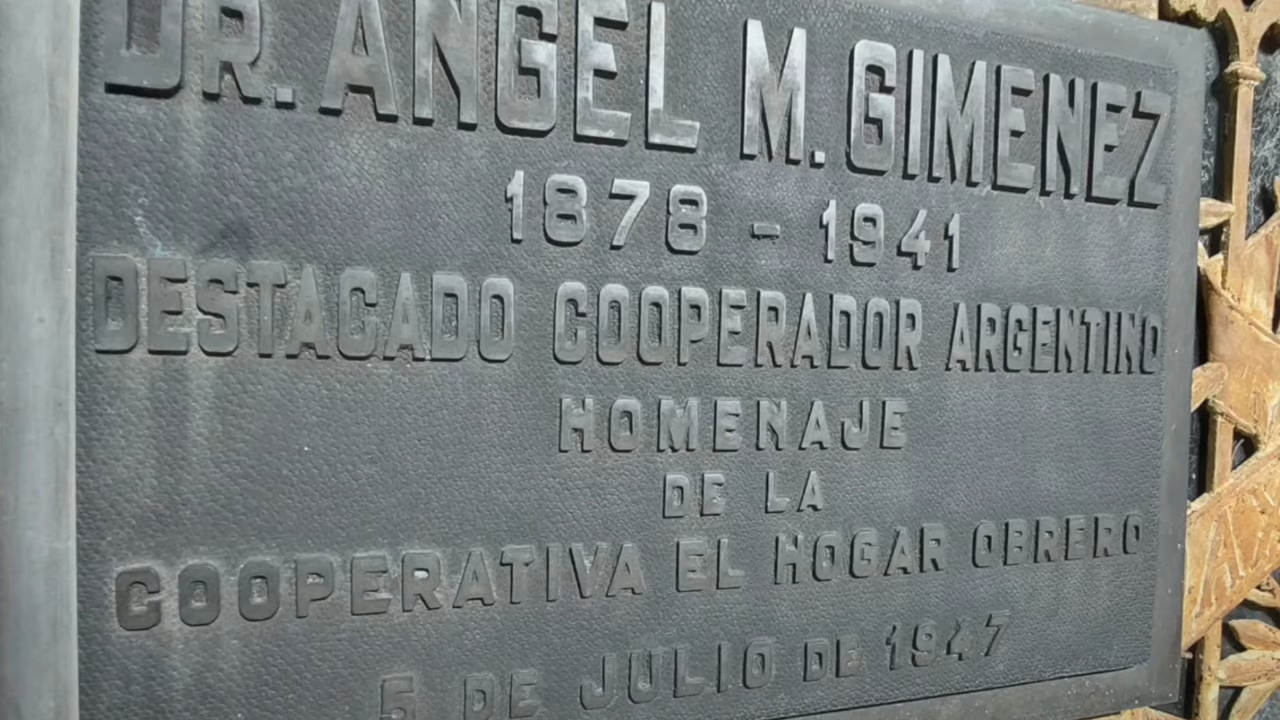 DR. ANGEL M. GIMENEZ
1878 - 1941
DESTACADO COOPERADOR ARGENTINO
HOMENAJE
DE LA
COOPERATIVA EL HOGAR OBRERO
5 DE JULIO DE 1947